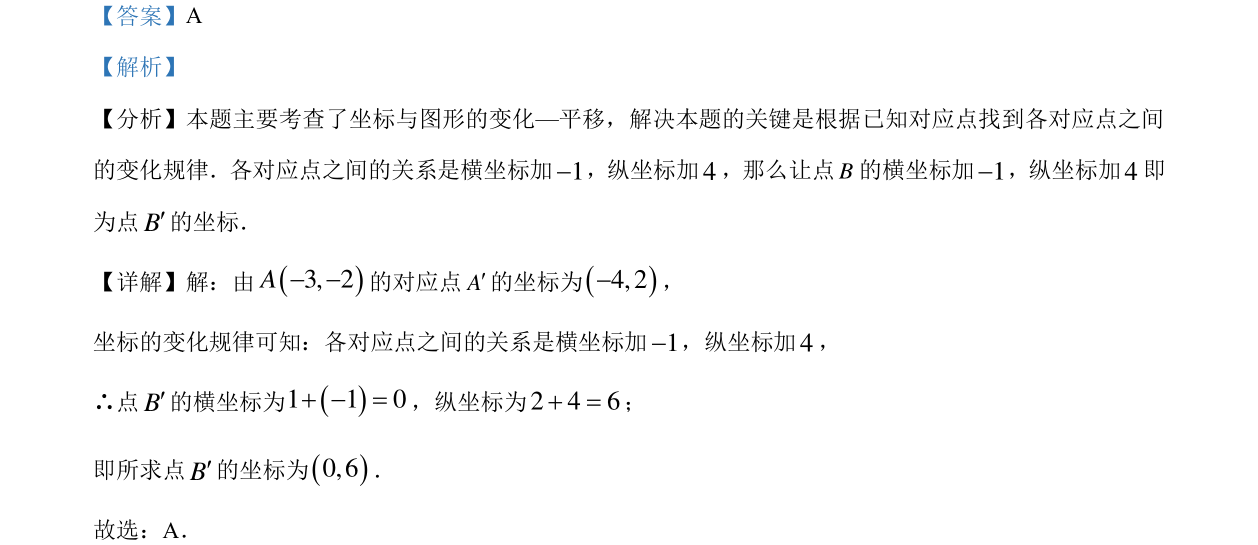 【答案】A
【解析】
【分析】本题主要考查了坐标与图形的变化—平移，解决本题的关键是根据已知对应点找到各对应点之间
的变化规律．各对应点之间的关系是横坐标加−1，纵坐标加4，那么让点B的横坐标加−1，纵坐标加4即
为点B′的坐标．
【详解】解：由A(−3,−2)的对应点A′的坐标为(−4,2)，
坐标的变化规律可知：各对应点之间的关系是横坐标加−1，纵坐标加4，
∴点B′的横坐标为1+(−1)=0，纵坐标为2+4=6；
即所求点B′的坐标为(0,6)．
故选：A．